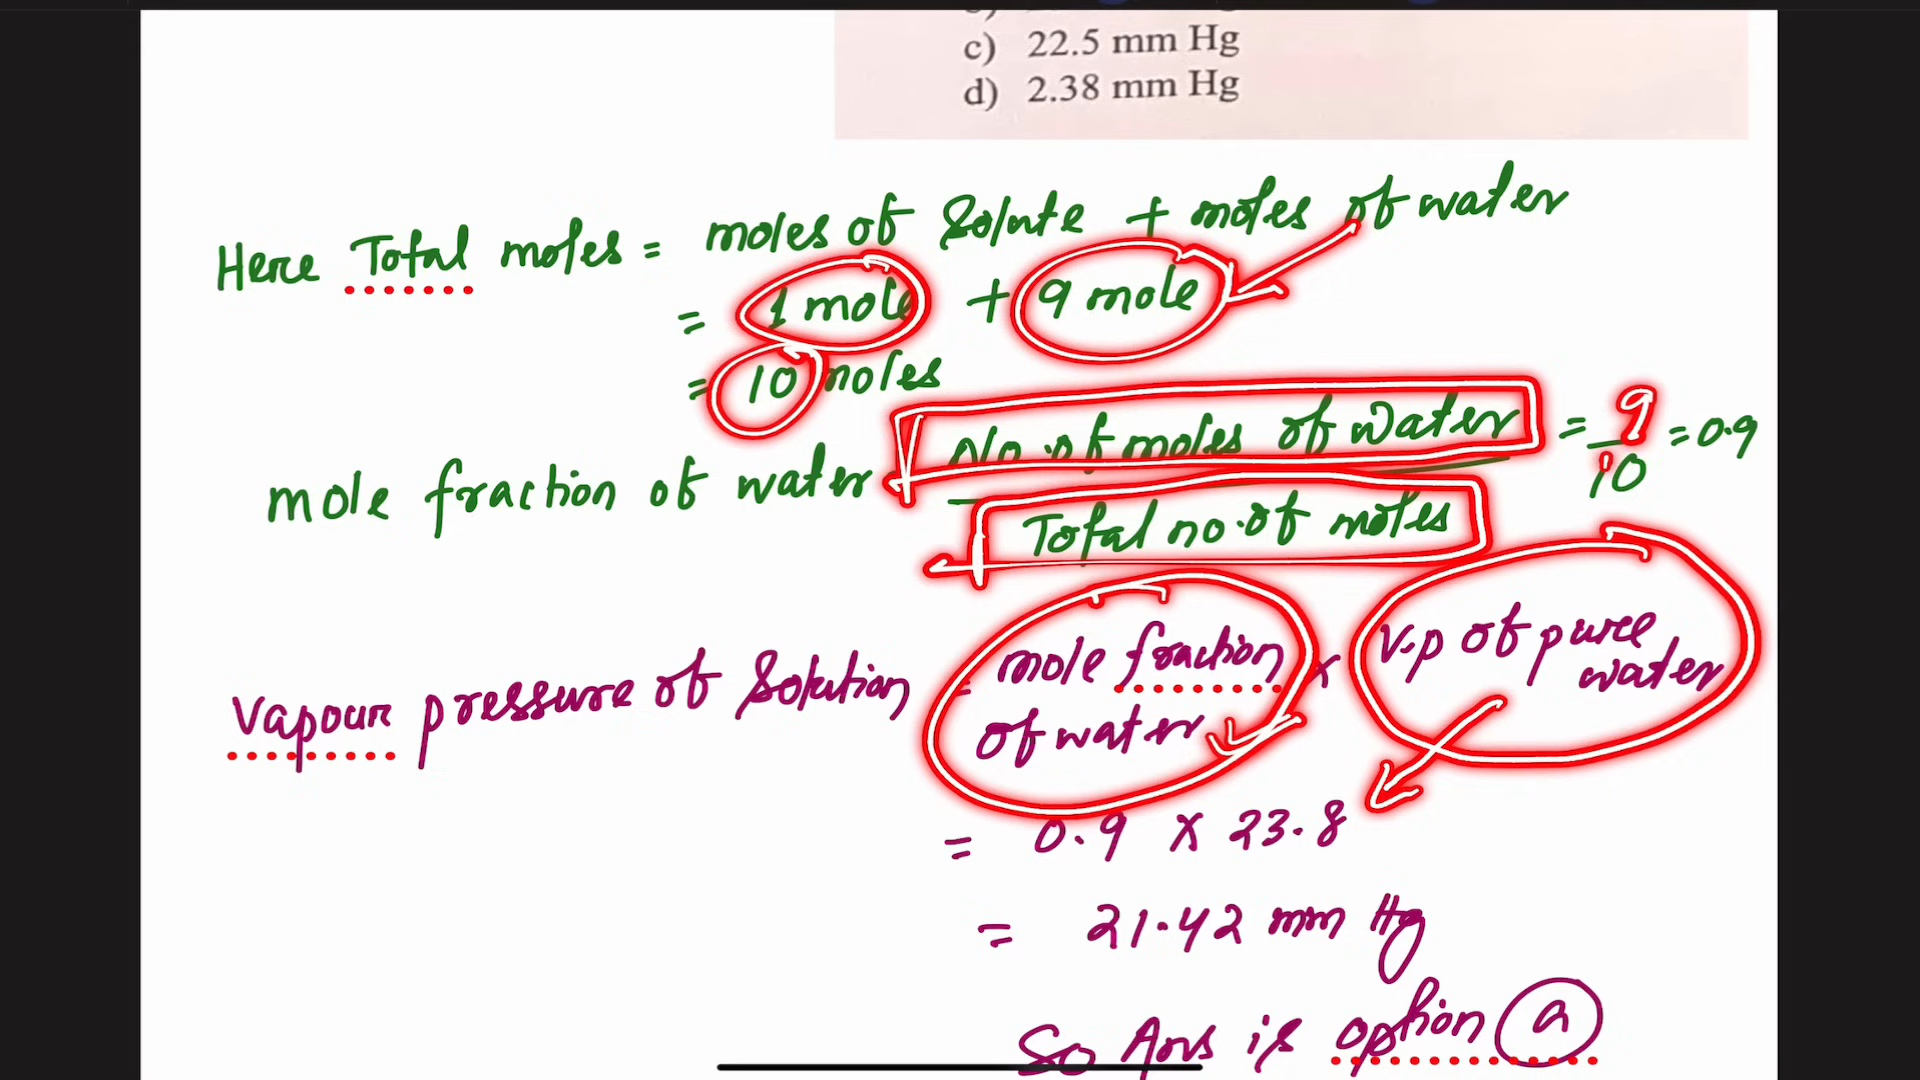 c) 22.5 mm Hg
d) 2.38 mm Hg
Here Total moles = moles of Solute + moles of water
= 1 mole + 9 mole
= 10 moles
mole fraction of water = No. of moles of Water / Total no. of moles = 9/10 = 0.9
Vapour pressure of Solution = mole fraction of water x V.p of pure water
= 0.9 x 23.8
= 21.42 mm Hg
So Ans is option a